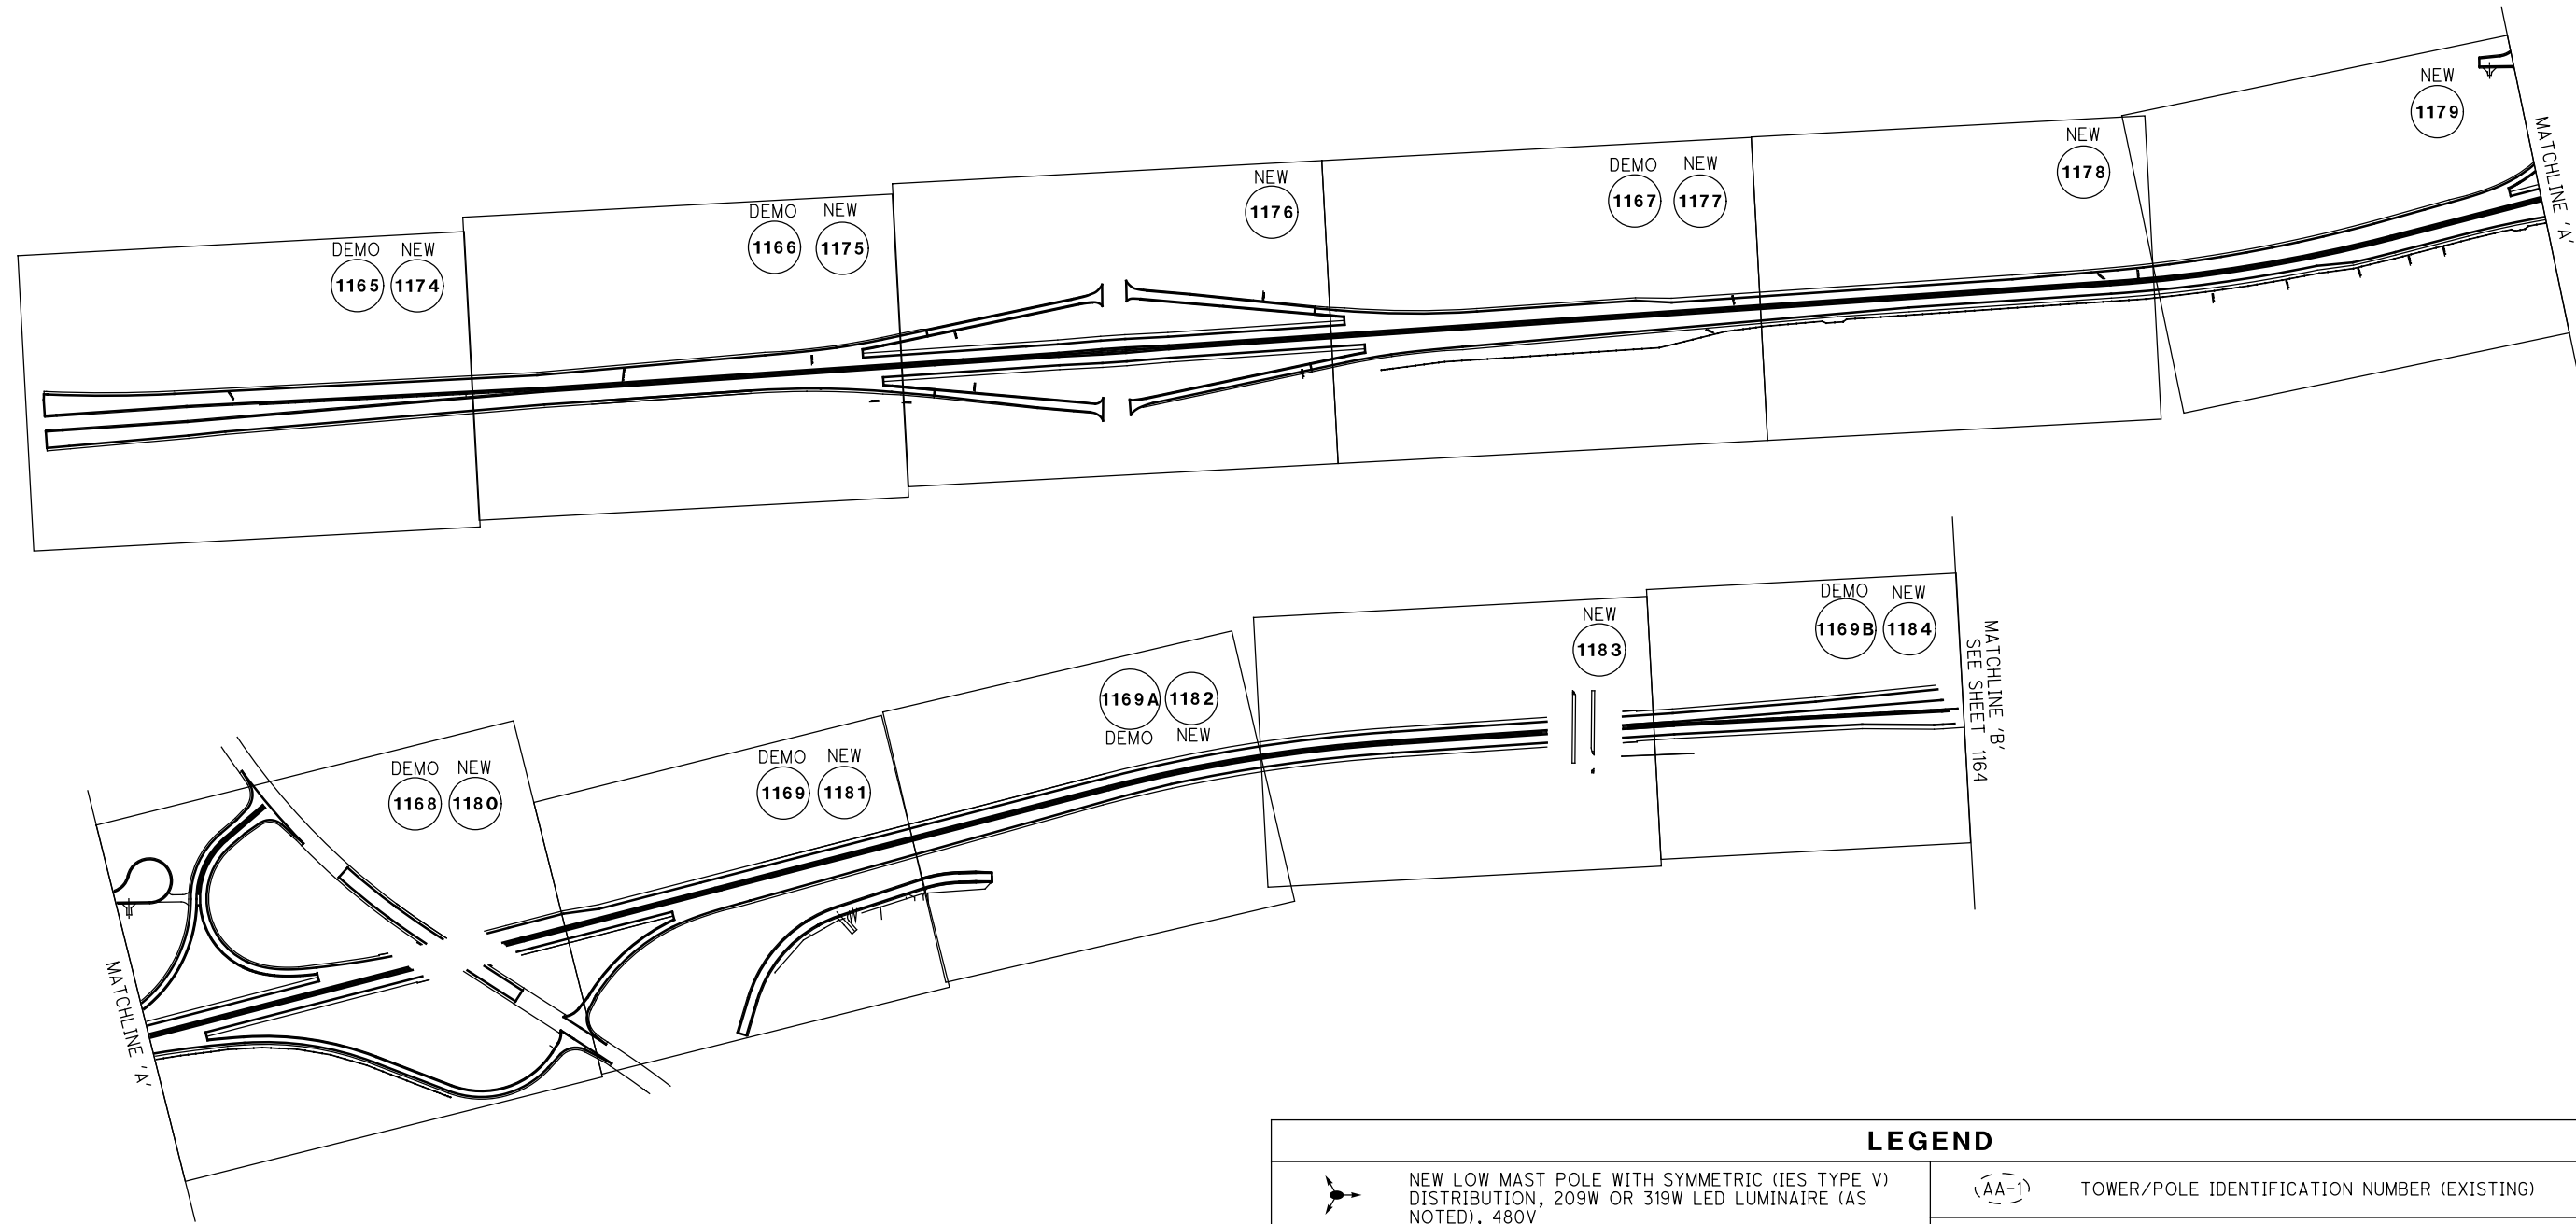 DEMO NEW
1165 1174
DEMO NEW
1166 1175
NEW
1176
DEMO NEW
1167 1177
NEW
1178
NEW
1179
MATCHLINE 'A'
DEMO NEW
1168 1180
MATCHLINE 'A'
DEMO NEW
1169 1181
1169A 1182
DEMO NEW
NEW
1183
DEMO NEW
1169B 1184
MATCHLINE 'B'
SEE SHEET 1164
LEGEND
NEW LOW MAST POLE WITH SYMMETRIC (IES TYPE V)
DISTRIBUTION, 209W OR 319W LED LUMINAIRE (AS
NOTED), 480V
AA-1 TOWER/POLE IDENTIFICATION NUMBER (EXISTING)